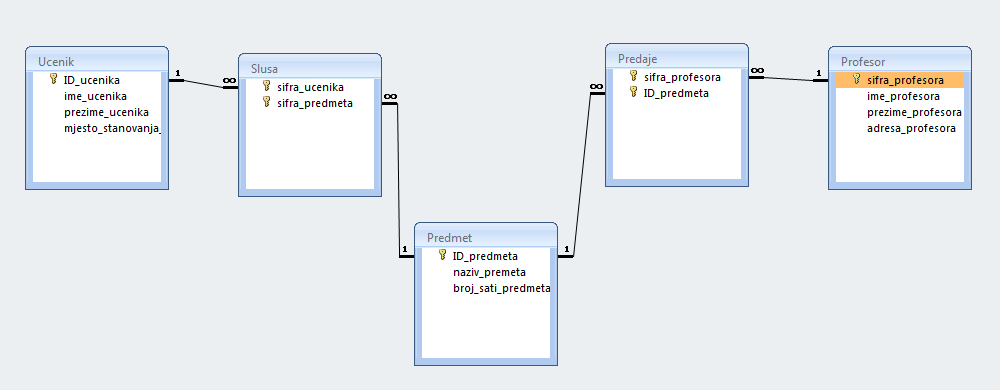 Ucenik
ID_ucenika
ime_ucenika
prezime_ucenika
mjesto_stanovanja_
1
∞
Slusa
sifra_ucenika
sifra_predmeta
∞
1
Predmet
ID_predmeta
naziv_premeta
broj_sati_predmeta
1
∞
Predaje
sifra_profesora
ID_predmeta
∞
1
Profesor
sifra_profesora
ime_profesora
prezime_profesora
adresa_profesora